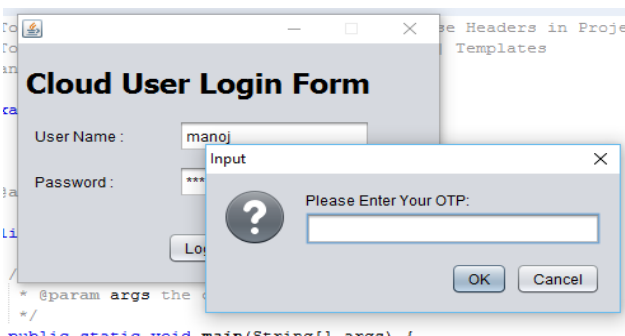 se Headers in Proje
Templates
Cloud User Login Form
User Name :
manoj
Password :
***
Input
Please Enter Your OTP:
OK
Cancel
* @param args the
*/
public static void main(String[] args) {